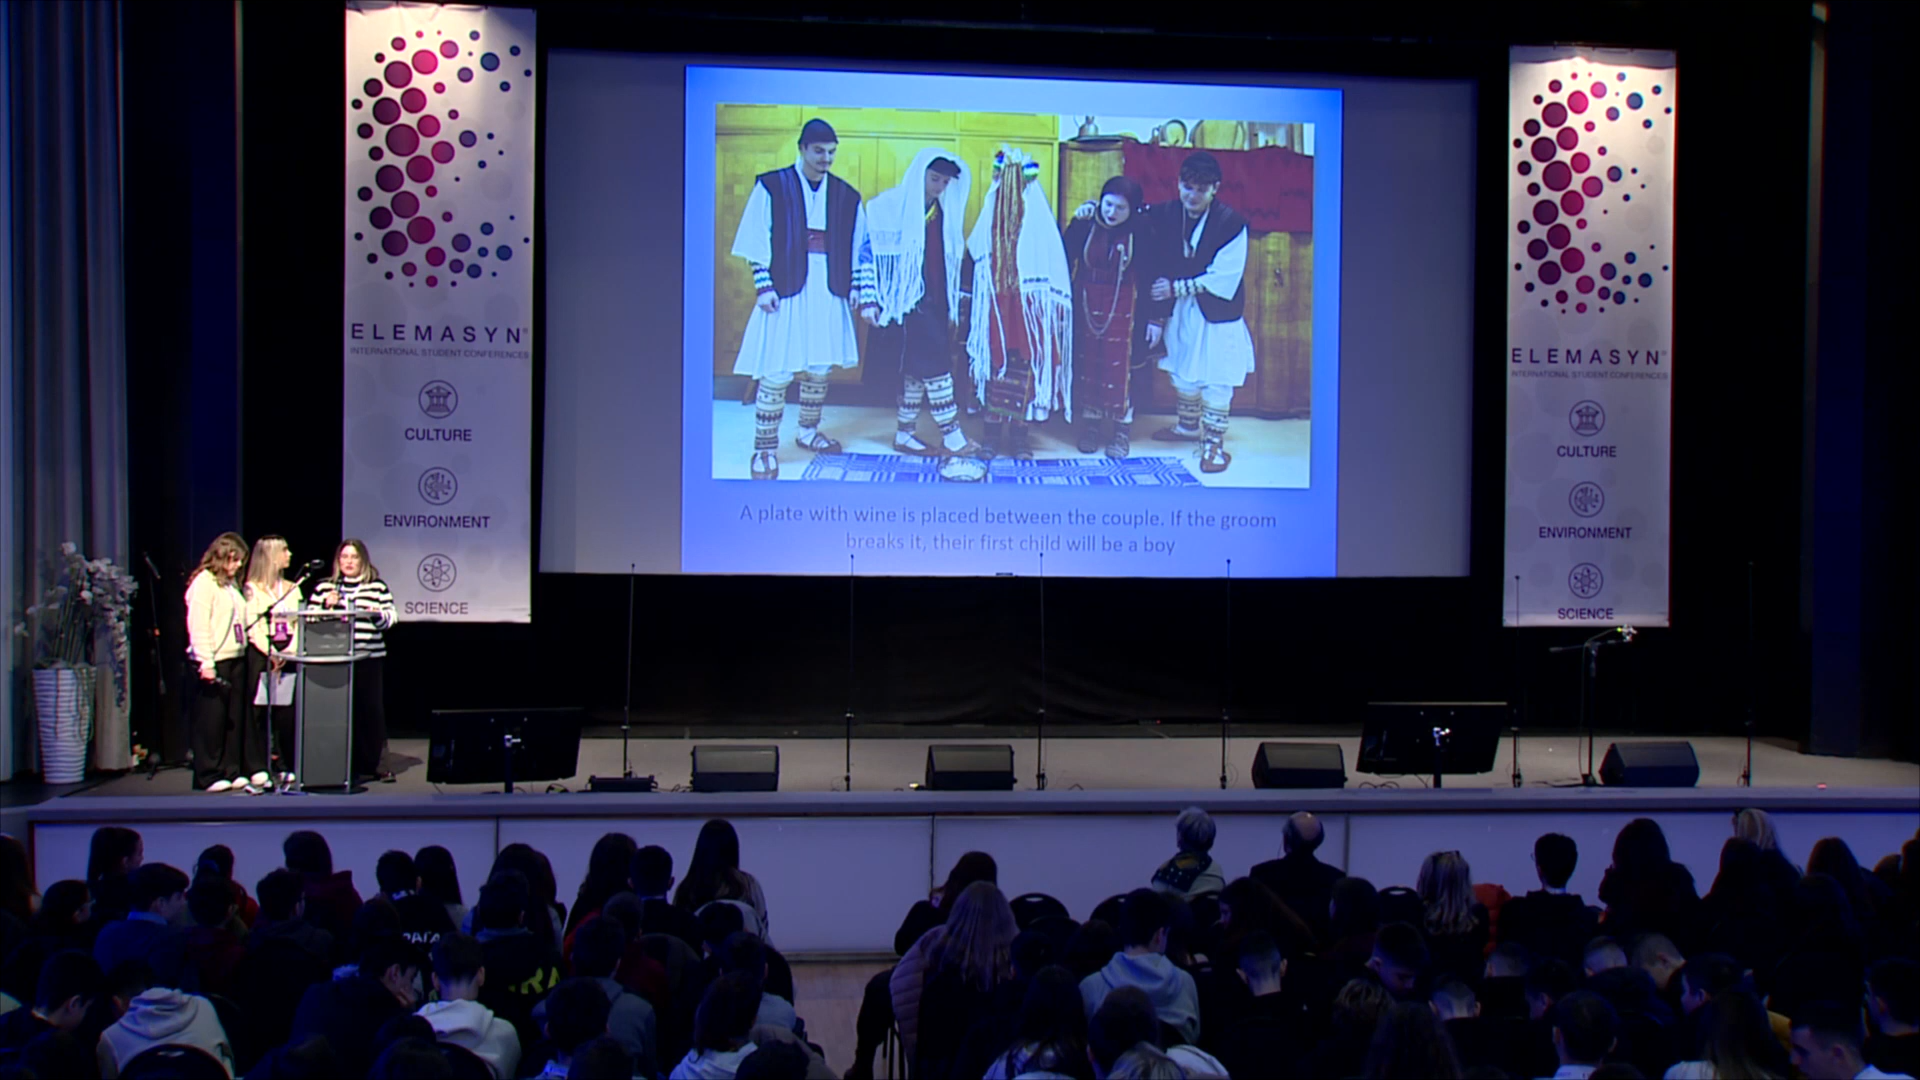 ELEMASYN®
INTERNATIONAL STUDENT CONFERENCES
CULTURE
ENVIRONMENT
SCIENCE
A plate with wine is placed between the couple. If the groom
breaks it, their first child will be a boy
ELEMASYN®
INTERNATIONAL STUDENT CONFERENCES
CULTURE
ENVIRONMENT
SCIENCE